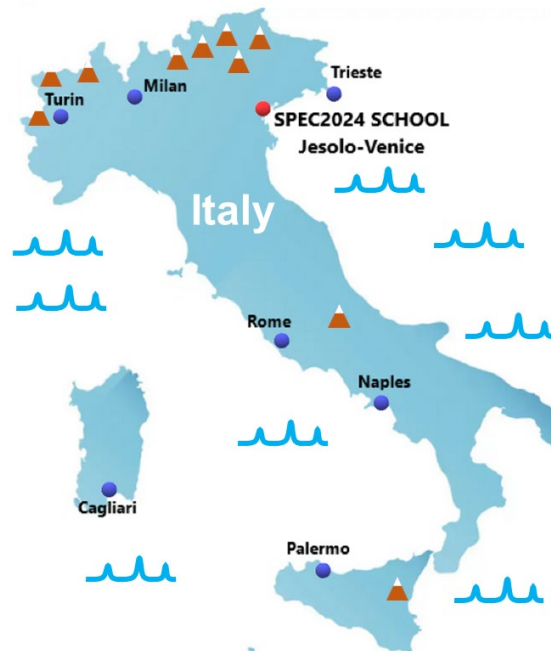 Milan
Trieste
Turin
SPEC2024 SCHOOL
Jesolo-Venice
Italy
Rome
Naples
Cagliari
Palermo